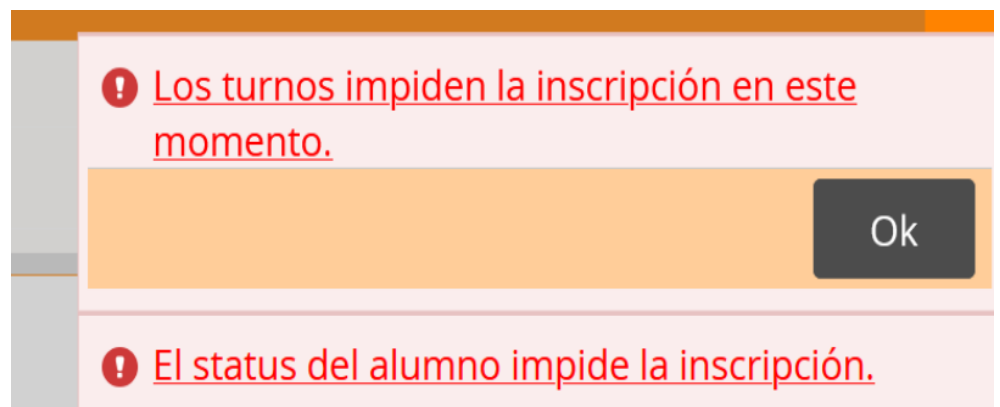 Los turnos impiden la inscripción en este
momento.
Ok
El status del alumno impide la inscripción.